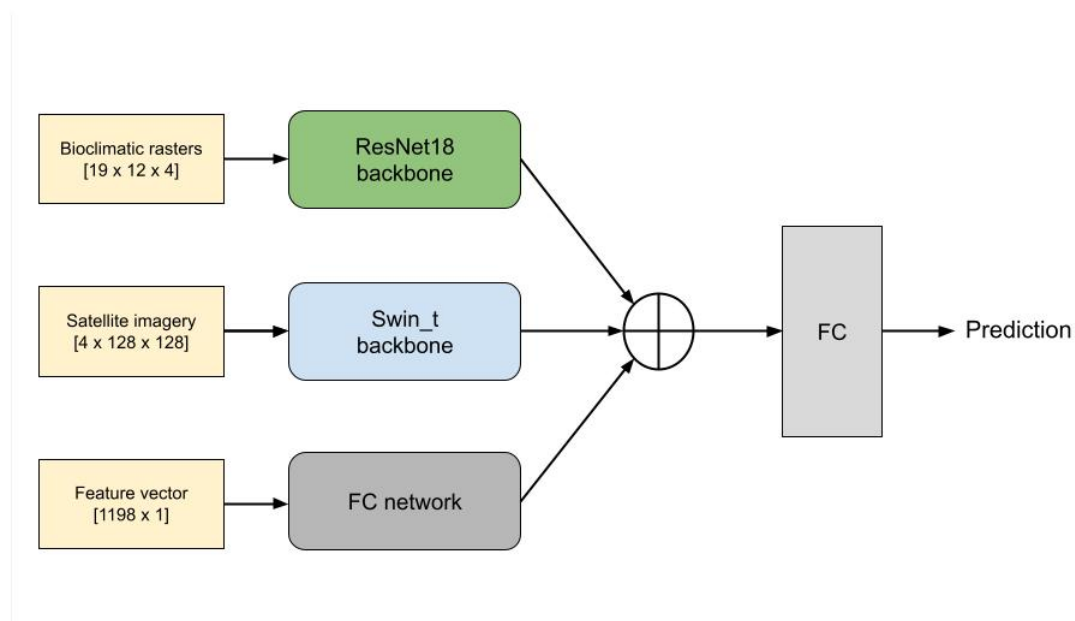 Bioclimatic rasters
[19 x 12 x 4]
ResNet18
backbone
Satellite imagery
[4 x 128 x 128]
Swin_t
backbone
Feature vector
[1198 x 1]
FC network
FC
Prediction